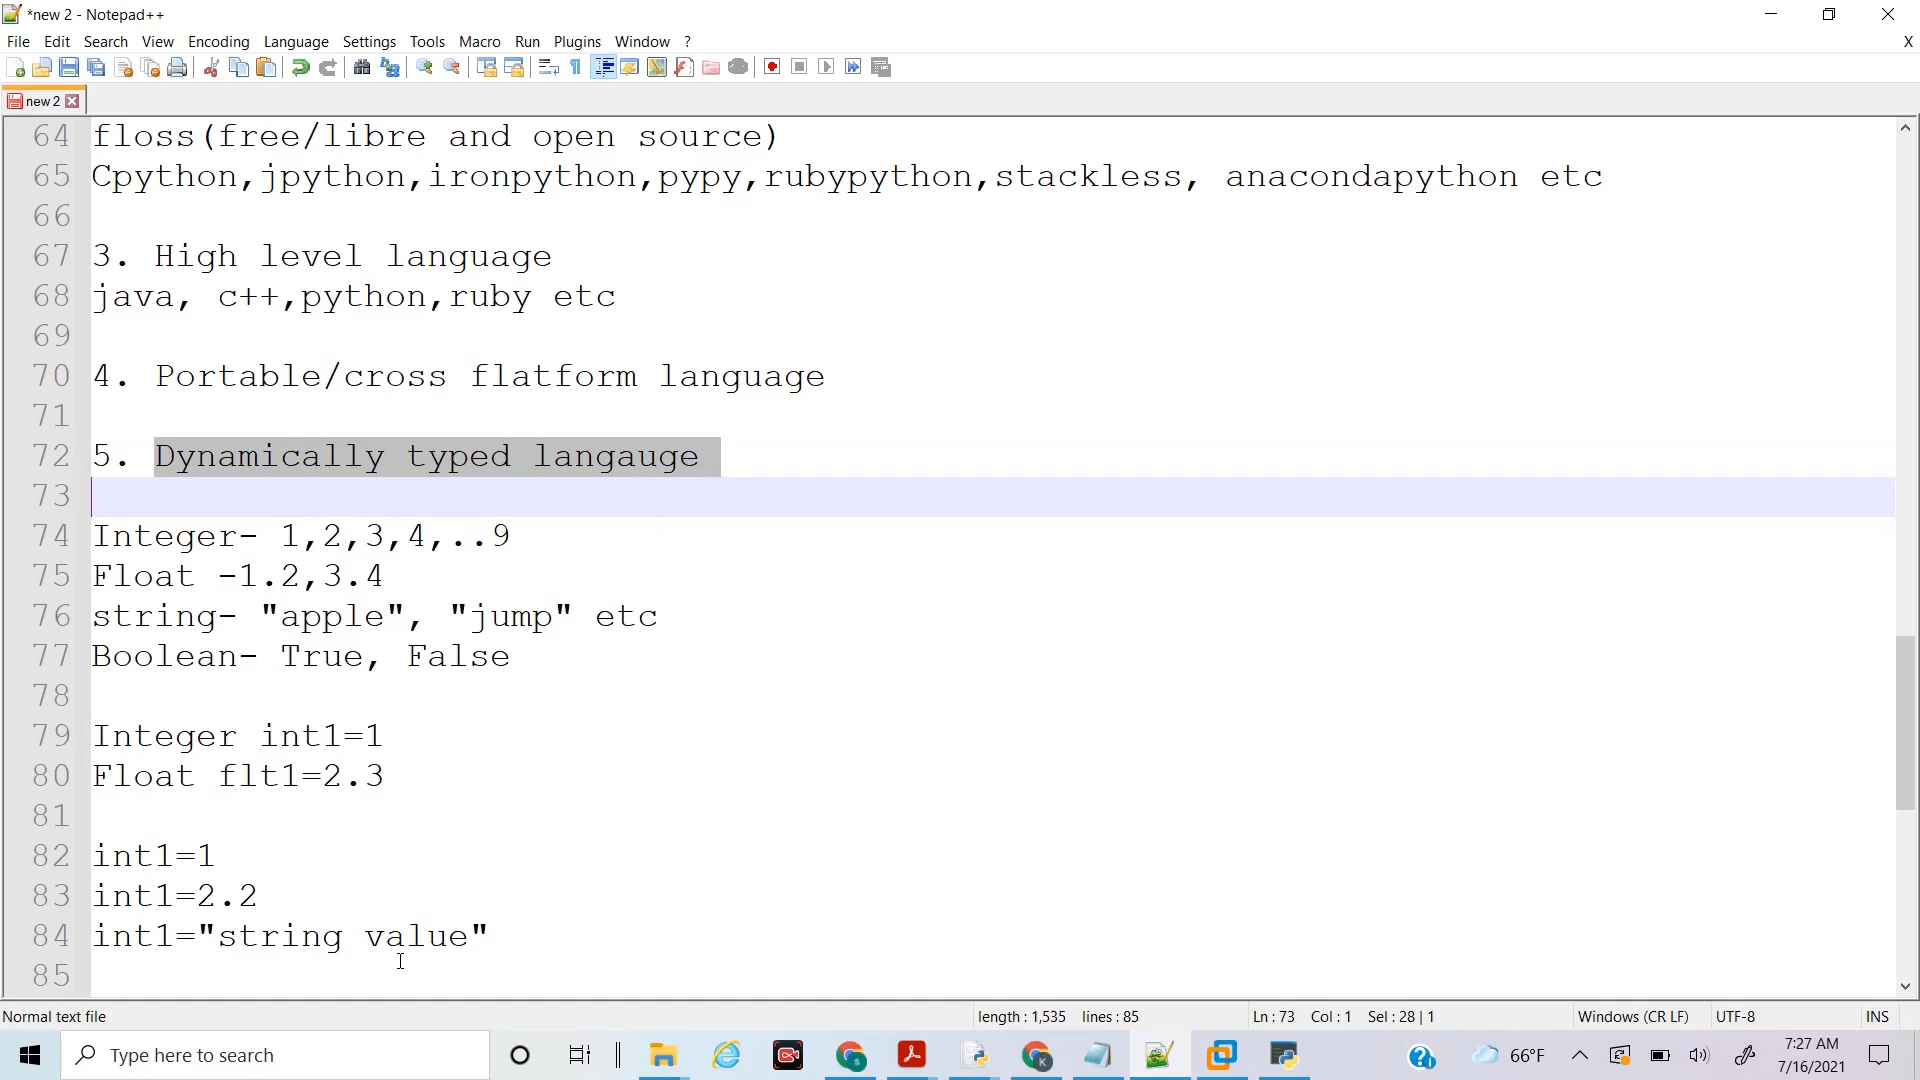 *new 2 - Notepad++
File Edit Search View Encoding Language Settings Tools Macro Run Plugins Window ? X
new 2
64 floss(free/libre and open source)
65 Cpython,jpython,ironpython,pypy,rubypython,stackless, anacondapython etc
66
67 3. High level language
68 java, c++,python,ruby etc
69
70 4. Portable/cross flatform language
71
72 5. Dynamically typed langauge
73
74 Integer- 1,2,3,4,..9
75 Float -1.2,3.4
76 string- "apple", "jump" etc
77 Boolean- True, False
78
79 Integer int1=1
80 Float flt1=2.3
81
82 int1=1
83 int1=2.2
84 int1="string value"
85
Normal text file length : 1,535 lines : 85 Ln : 73 Col : 1 Sel : 28 | 1 Windows (CR LF) UTF-8 INS
Type here to search 66°F 7:27 AM
7/16/2021